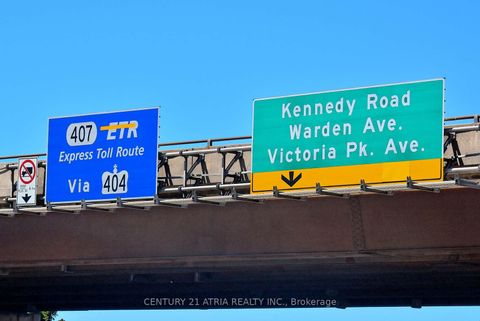 407 ETR
Express Toll Route
Via 404
Kennedy Road
Warden Ave.
Victoria Pk. Ave.
CENTURY 21 ATRIA REALTY INC., Brokerage